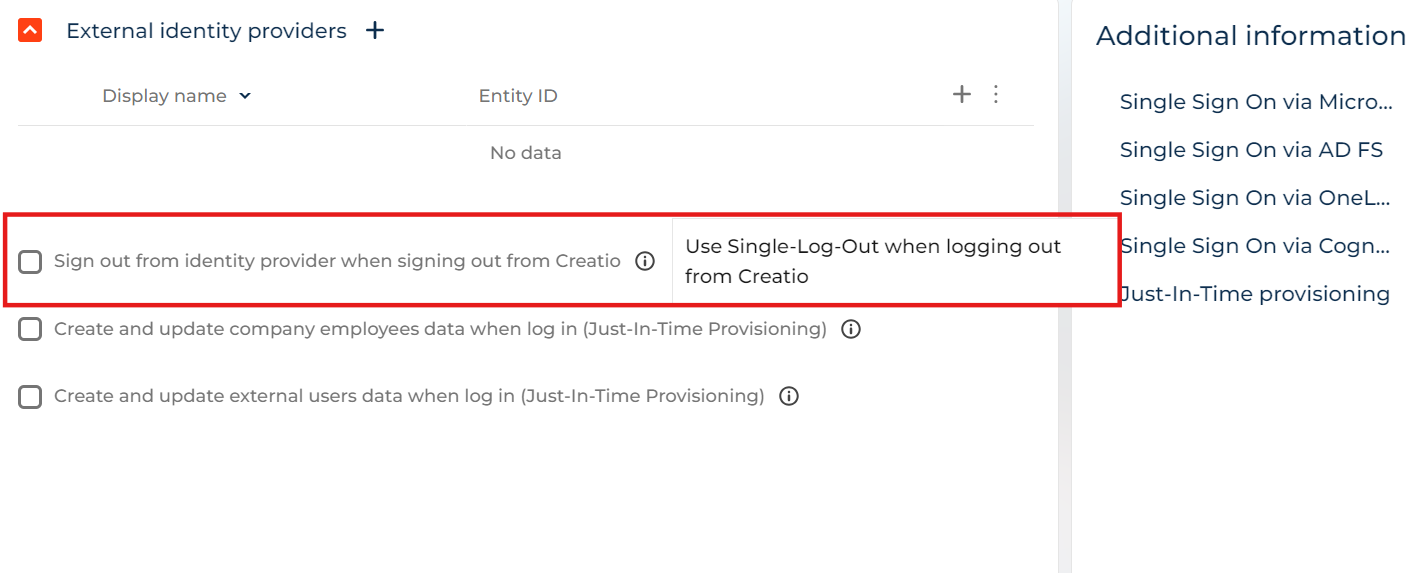 External identity providers +
Display name
Entity ID
No data
Sign out from identity provider when signing out from Creatio
Use Single-Log-Out when logging out
from Creatio
Create and update company employees data when log in (Just-In-Time Provisioning)
Create and update external users data when log in (Just-In-Time Provisioning)
Additional information
Single Sign On via Micro...
Single Sign On via AD FS
Single Sign On via OneL...
Single Sign On via Cogn...
Just-In-Time provisioning